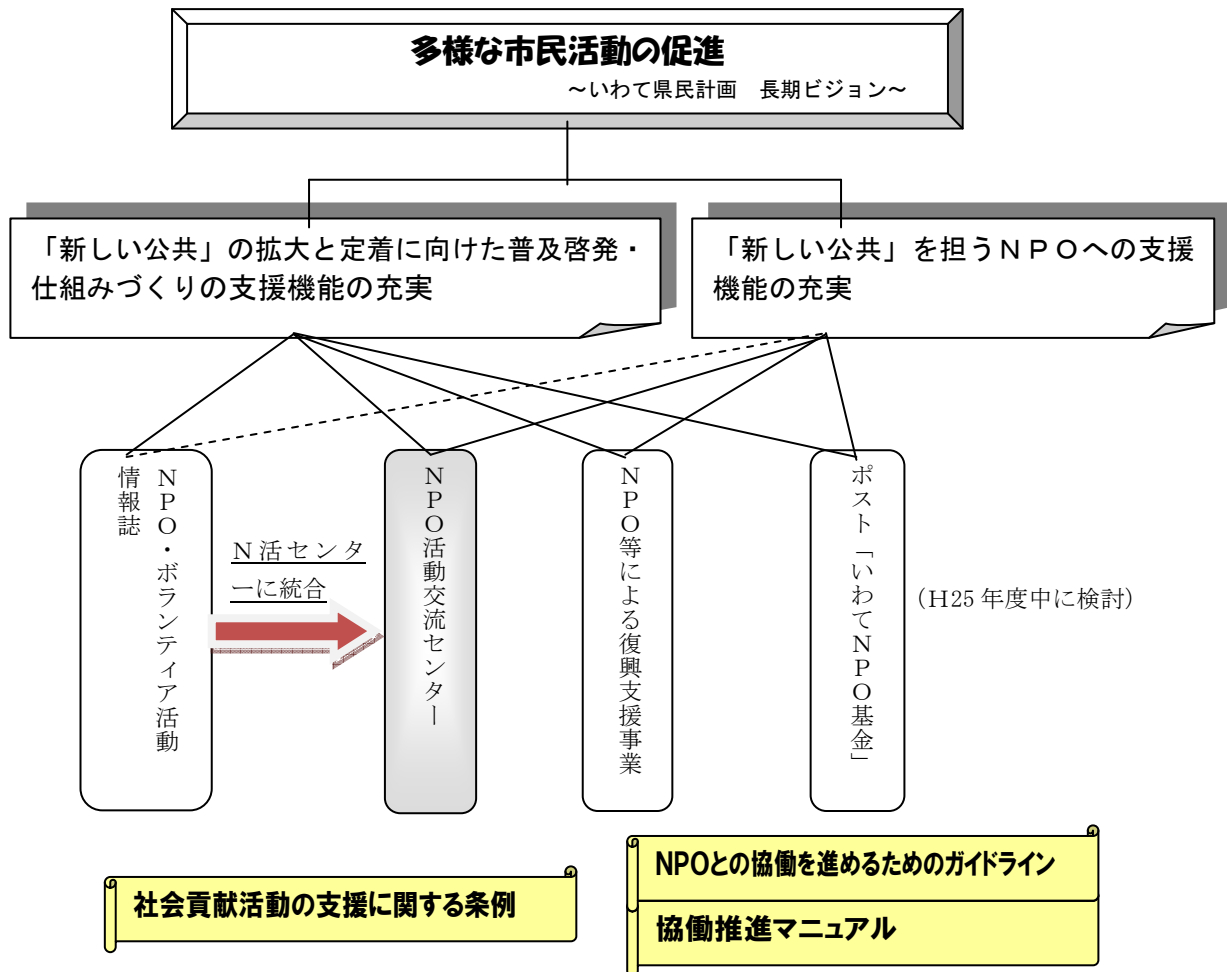 多様な市民活動の促進
～いわて県民計画　長期ビジョン～
「新しい公共」の拡大と定着に向けた普及啓発・
仕組みづくりの支援機能の充実
「新しい公共」を担うＮＰＯへの支援
機能の充実
ＮＰＯ・ボランティア活動
情報誌
Ｎ活センタ
ーに統合
ＮＰＯ活動交流センター
ＮＰＯ等による復興支援事業
ポスト「いわてＮＰＯ基金」
（H25 年度中に検討）
社会貢献活動の支援に関する条例
NPOとの協働を進めるためのガイドライン
協働推進マニュアル